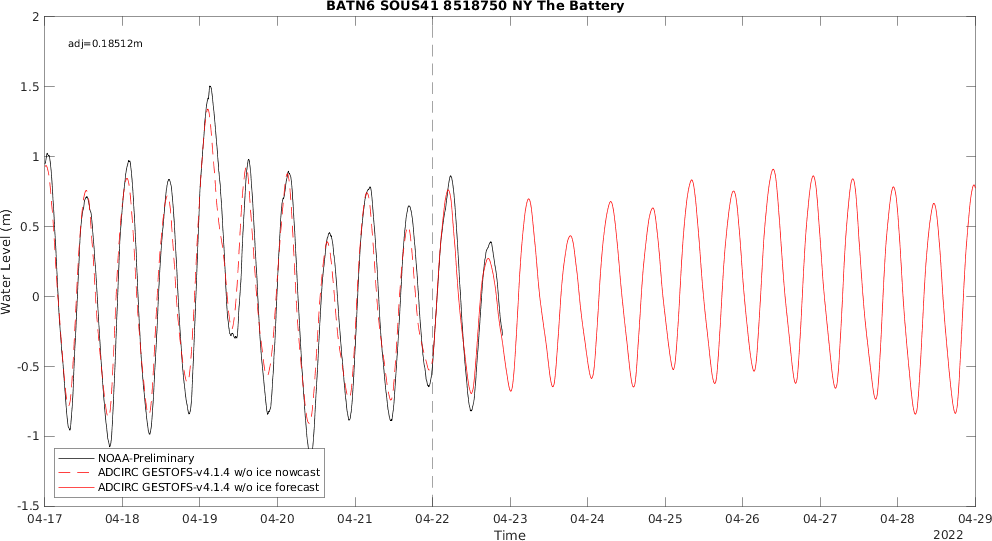 BATN6 SOUS41 8518750 NY The Battery
adj=0.18512m
Water Level (m)
2
1.5
1
0.5
0
-0.5
-1
-1.5
NOAA-Preliminary
ADCIRC GESTOFS-v4.1.4 w/o ice nowcast
ADCIRC GESTOFS-v4.1.4 w/o ice forecast
04-17 04-18 04-19 04-20 04-21 04-22 04-23 04-24 04-25 04-26 04-27 04-28 04-29
Time
2022